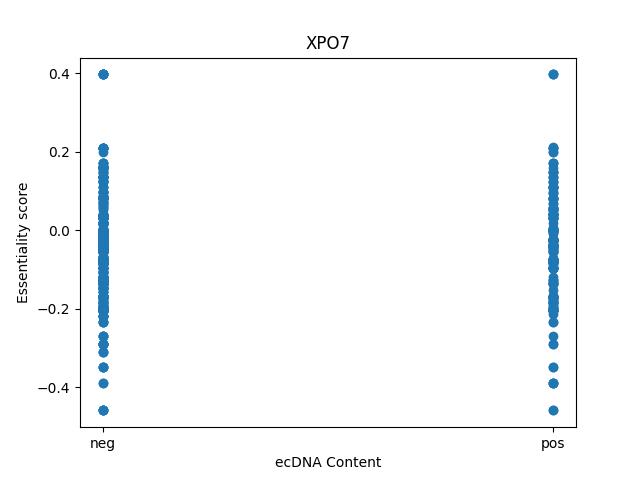 XPO7
Essentiality score
0.4
0.2
0.0
−0.2
−0.4
neg
pos
ecDNA Content